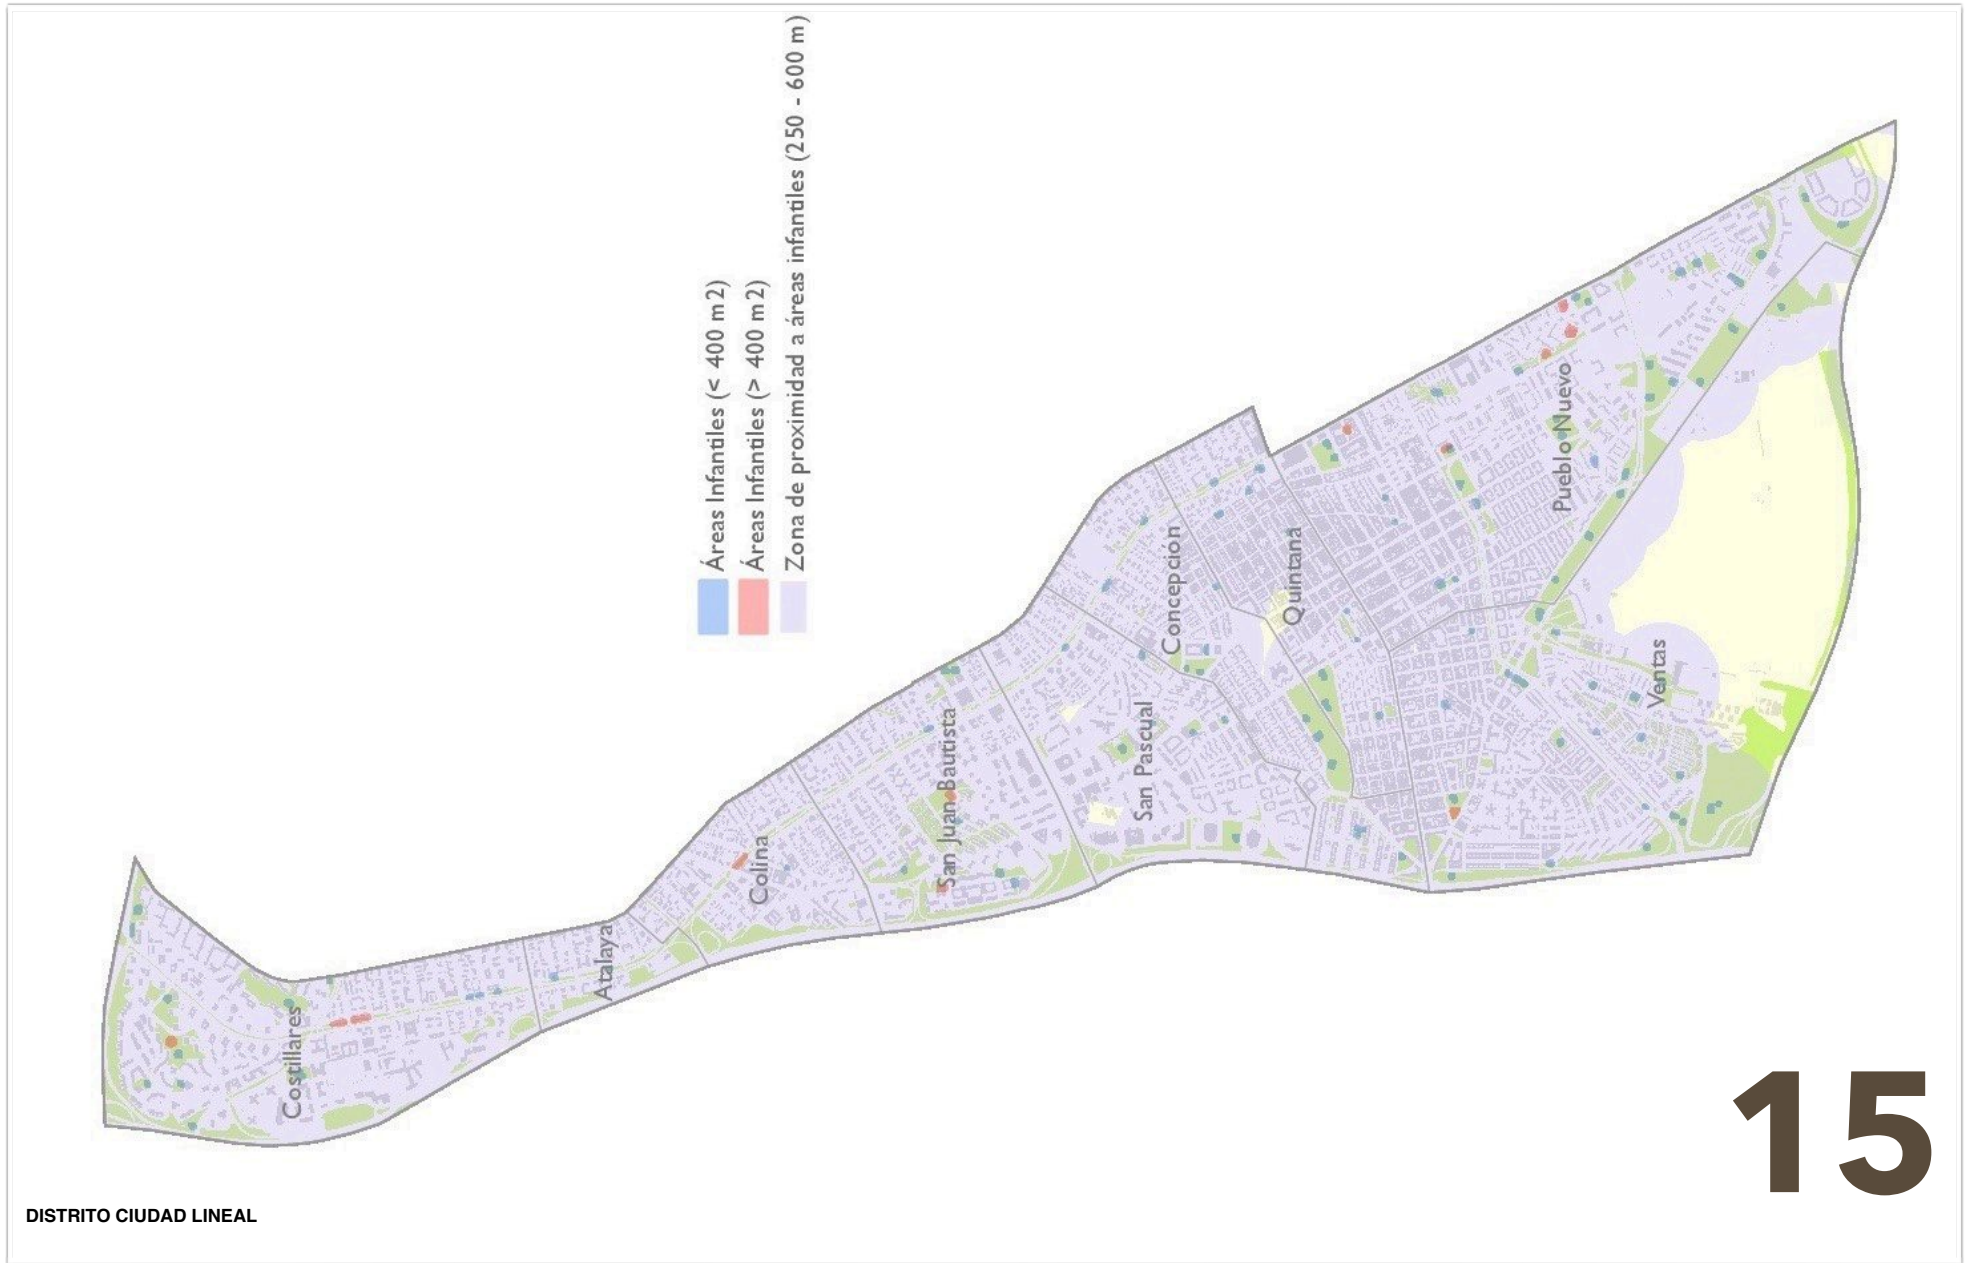 Áreas Infantiles (< 400 m2)
Áreas Infantiles (> 400 m2)
Zona de proximidad a áreas infantiles (250 - 600 m)
Costillares
Atalaya
Colina
San Juan Bautista
San Pascual
Concepción
Quintana
Pueblo Nuevo
Ventas
15
DISTRITO CIUDAD LINEAL